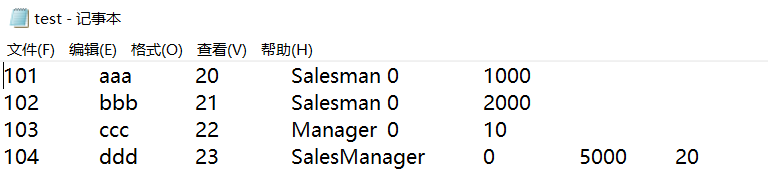 test - 记事本
文件(F) 编辑(E) 格式(O) 查看(V) 帮助(H)
101 aaa 20 Salesman 0 1000
102 bbb 21 Salesman 0 2000
103 ccc 22 Manager 0 10
104 ddd 23 SalesManager 0 5000 20